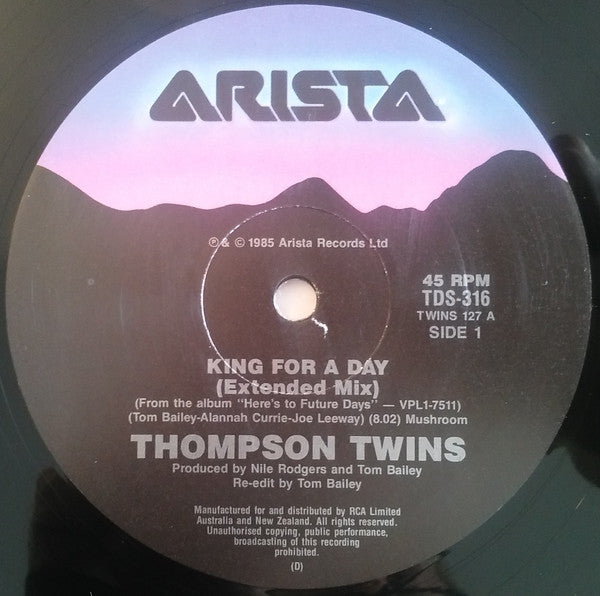 ARISTA
℗ & © 1985 Arista Records Ltd
45 RPM
TDS-316
TWINS 127 A
SIDE 1
KING FOR A DAY
(Extended Mix)
(From the album "Here's to Future Days" — VPL1-7511)
(Tom Bailey-Alannah Currie-Joe Leeway) (8.02) Mushroom
THOMPSON TWINS
Produced by Nile Rodgers and Tom Bailey
Re-edit by Tom Bailey
Manufactured for and distributed by RCA Limited
Australia and New Zealand. All rights reserved.
Unauthorised copying, public performance,
broadcasting of this recording
prohibited.
(D)